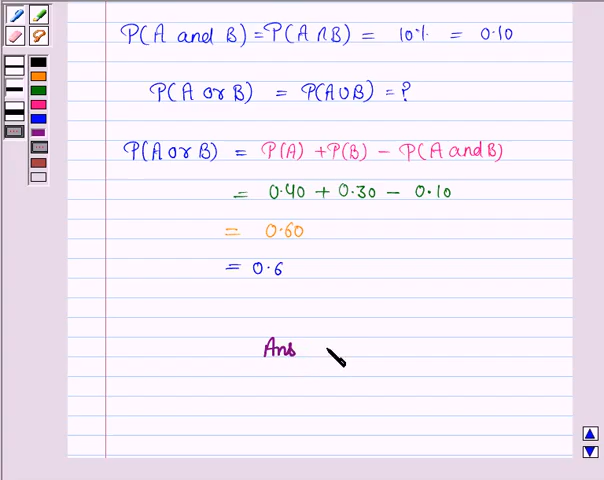 P(A and B) = P(A∩B) = 10% = 0.10
P(A or B) = P(A∪B) = ?
P(A or B) = P(A) + P(B) - P(A and B)
= 0.40 + 0.30 - 0.10
= 0.60
= 0.6
Ans